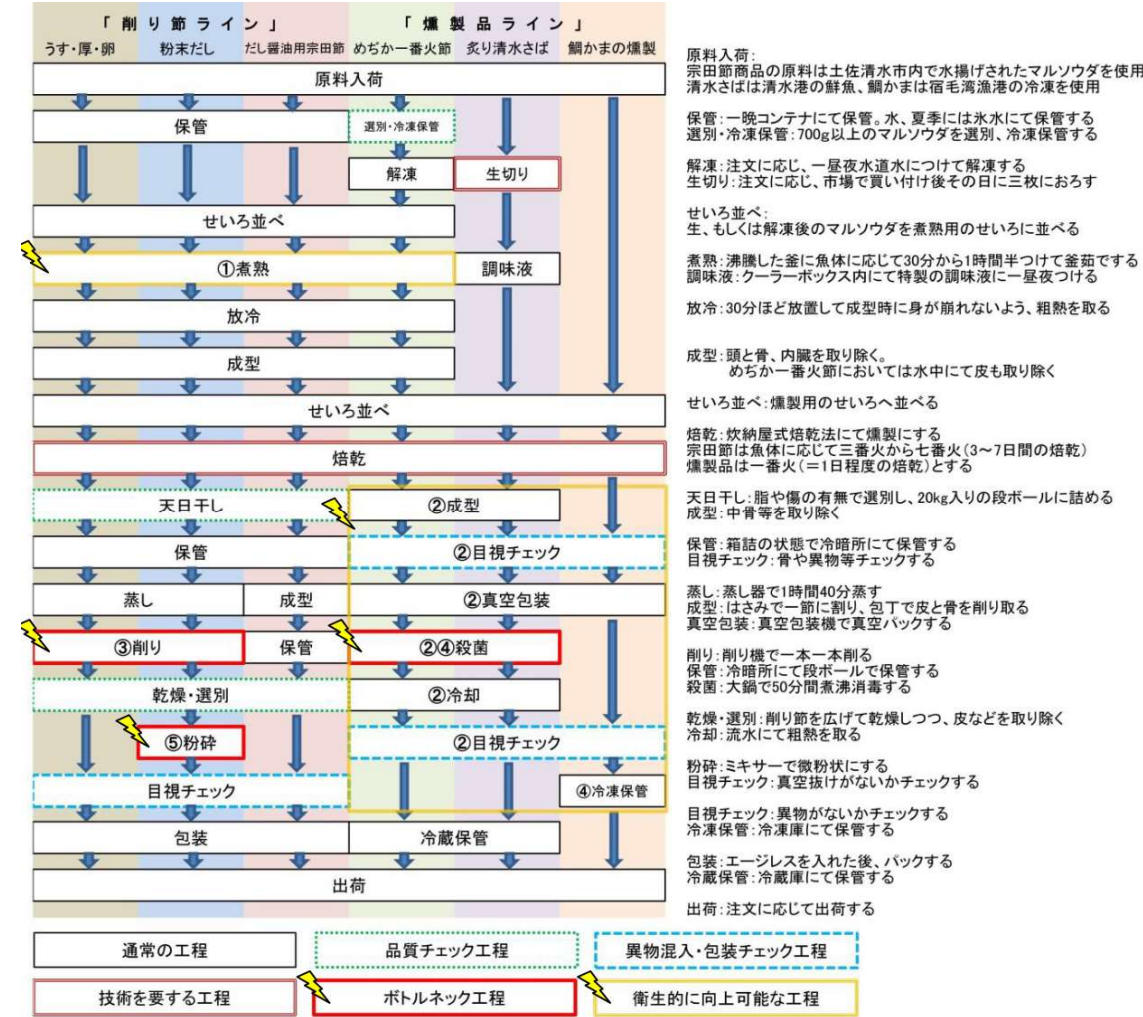 「 削 り 節 ラ イ ン 」
「 燻 製 品 ラ イ ン 」
うす・厚・卵
粉末だし
だし醤油用宗田節
めぢか一番火節
炙り清水さば
鯛かまの燻製
原料入荷
保管
選別・冷凍保管
解凍
生切り
せいろ並べ
①煮熟
調味液
放冷
成型
せいろ並べ
焙乾
天日干し
②成型
保管
②目視チェック
蒸し
成型
②真空包装
③削り
保管
②④殺菌
乾燥・選別
②冷却
⑤粉砕
②目視チェック
目視チェック
④冷凍保管
包装
冷蔵保管
出荷
原料入荷:
宗田節商品の原料は土佐清水市内で水揚げされたマルソウダを使用
清水さばは清水港の鮮魚、鯛かまは宿毛湾漁港の冷凍を使用
保管:一晩コンテナにて保管。水、夏季には氷水にて保管する
選別・冷凍保管:700g以上のマルソウダを選別、冷凍保管する
解凍:注文に応じ、一昼夜水道水につけて解凍する
生切り:注文に応じ、市場で買い付け後その日に三枚におろす
せいろ並べ:
生、もしくは解凍後のマルソウダを煮熟用のせいろに並べる
煮熟:沸騰した釜に魚体に応じて30分から1時間半つけて釜茹でする
調味液:クーラーボックス内にて特製の調味液に一昼夜つける
放冷:30分ほど放置して成型時に身が崩れないよう、粗熱を取る
成型:頭と骨、内臓を取り除く。
めぢか一番火節においては水中にて皮も取り除く
せいろ並べ:燻製用のせいろへ並べる
焙乾:炊納屋式焙乾法にて燻製にする
宗田節は魚体に応じて三番火から七番火(3～7日間の焙乾)
燻製品は一番火(＝1日程度の焙乾)とする
天日干し:脂や傷の有無で選別し、20kg入りの段ボールに詰める
成型:中骨等を取り除く
保管:箱詰の状態で冷暗所にて保管する
目視チェック:骨や異物等チェックする
蒸し:蒸し器で1時間40分蒸す
成型:はさみで一節に割り、包丁で皮と骨を削り取る
真空包装:真空包装機で真空パックする
削り:削り機で一本一本削る
保管:冷暗所にて段ボールで保管する
殺菌:大鍋で50分間煮沸消毒する
乾燥・選別:削り節を広げて乾燥しつつ、皮などを取り除く
冷却:流水にて粗熱を取る
粉砕:ミキサーで微粉状にする
目視チェック:真空抜けがないかチェックする
目視チェック:異物がないかチェックする
冷凍保管:冷凍庫にて保管する
包装:エージレスを入れた後、パックする
冷蔵保管:冷蔵庫にて保管する
出荷:注文に応じて出荷する
通常の工程
品質チェック工程
異物混入・包装チェック工程
技術を要する工程
ボトルネック工程
衛生的に向上可能な工程